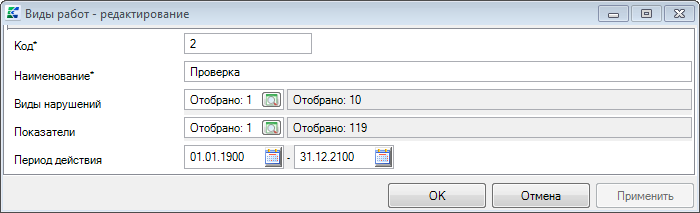 Виды работ - редактирование
Код* 2
Наименование* Проверка
Виды нарушений Отобрано: 1 Отобрано: 10
Показатели Отобрано: 1 Отобрано: 119
Период действия 01.01.1900 - 31.12.2100
OK Отмена Применить